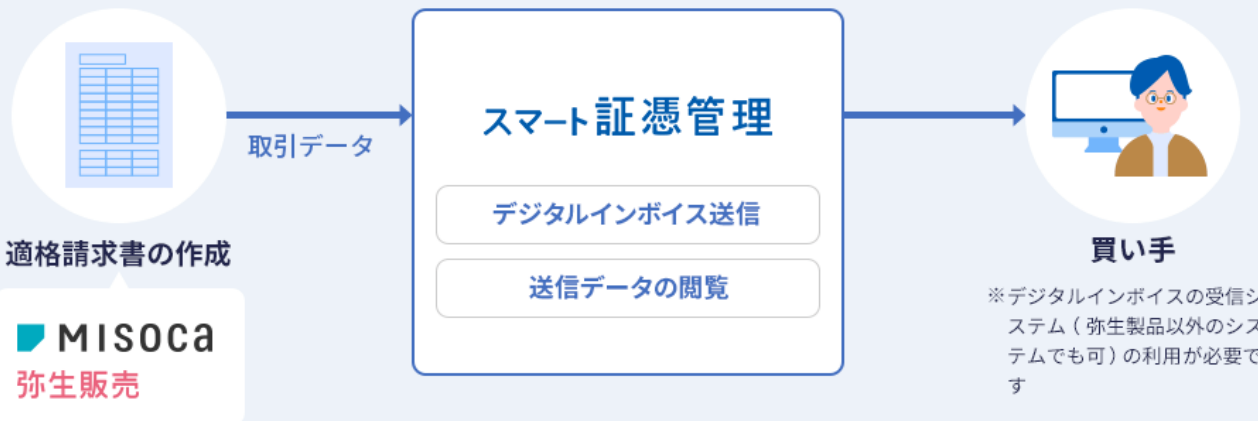 取引データ
適格請求書の作成
MISOCA
弥生販売
スマート証憑管理
デジタルインボイス送信
送信データの閲覧
買い手
※デジタルインボイスの受信シ
ステム(弥生製品以外のシス
テムでも可)の利用が必要で
す